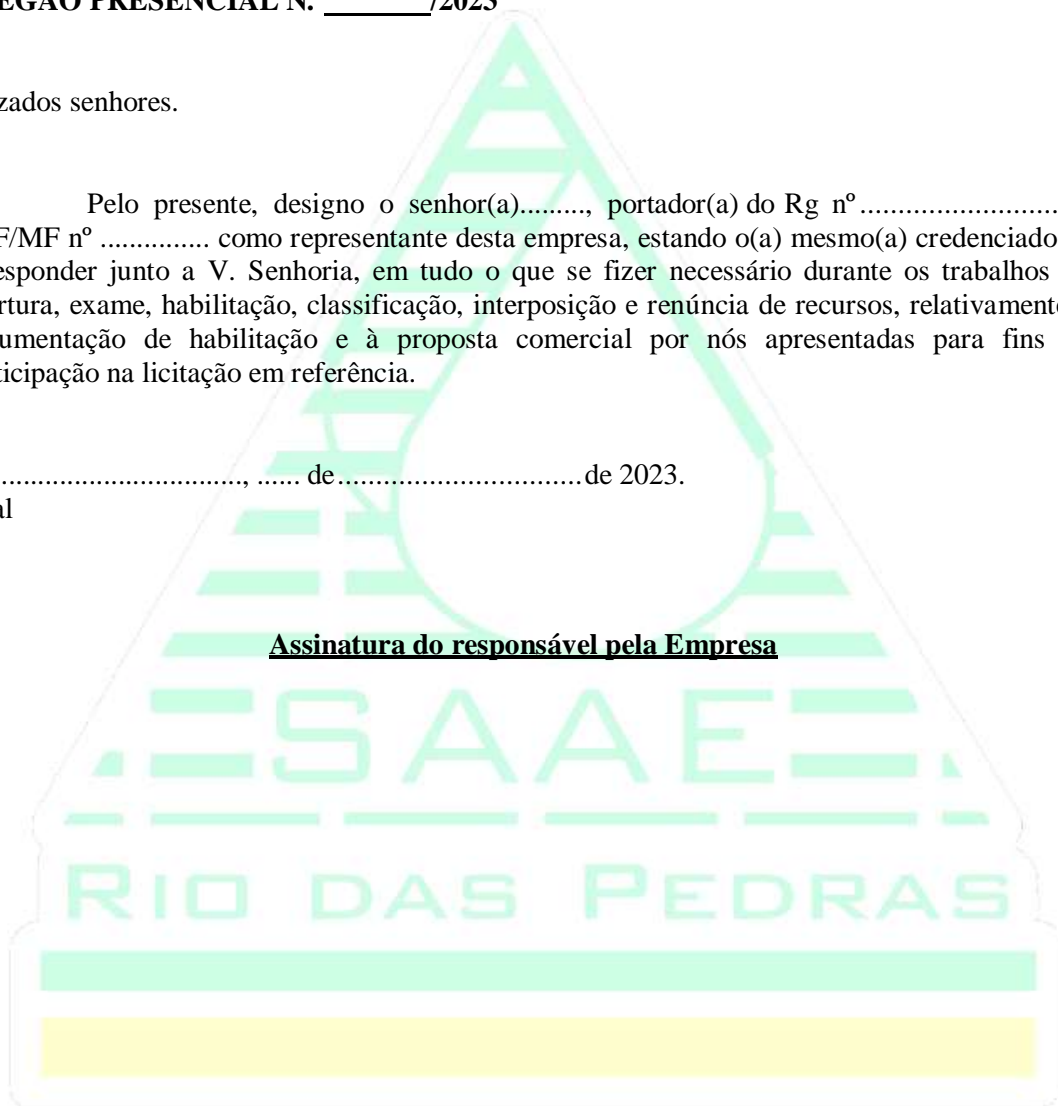 EGÃO PRESENCIAL N. _______/2023
zados senhores.
Pelo presente, designo o senhor(a)........., portador(a) do Rg nº.............................
F/MF nº ............... como representante desta empresa, estando o(a) mesmo(a) credenciado
esponder junto a V. Senhoria, em tudo o que se fizer necessário durante os trabalhos
rtura, exame, habilitação, classificação, interposição e renúncia de recursos, relativamente
umentação de habilitação e à proposta comercial por nós apresentadas para fins
ticipação na licitação em referência.
................................, ...... de................................de 2023.
al
Assinatura do responsável pela Empresa
SAAE
RIO DAS PEDRAS